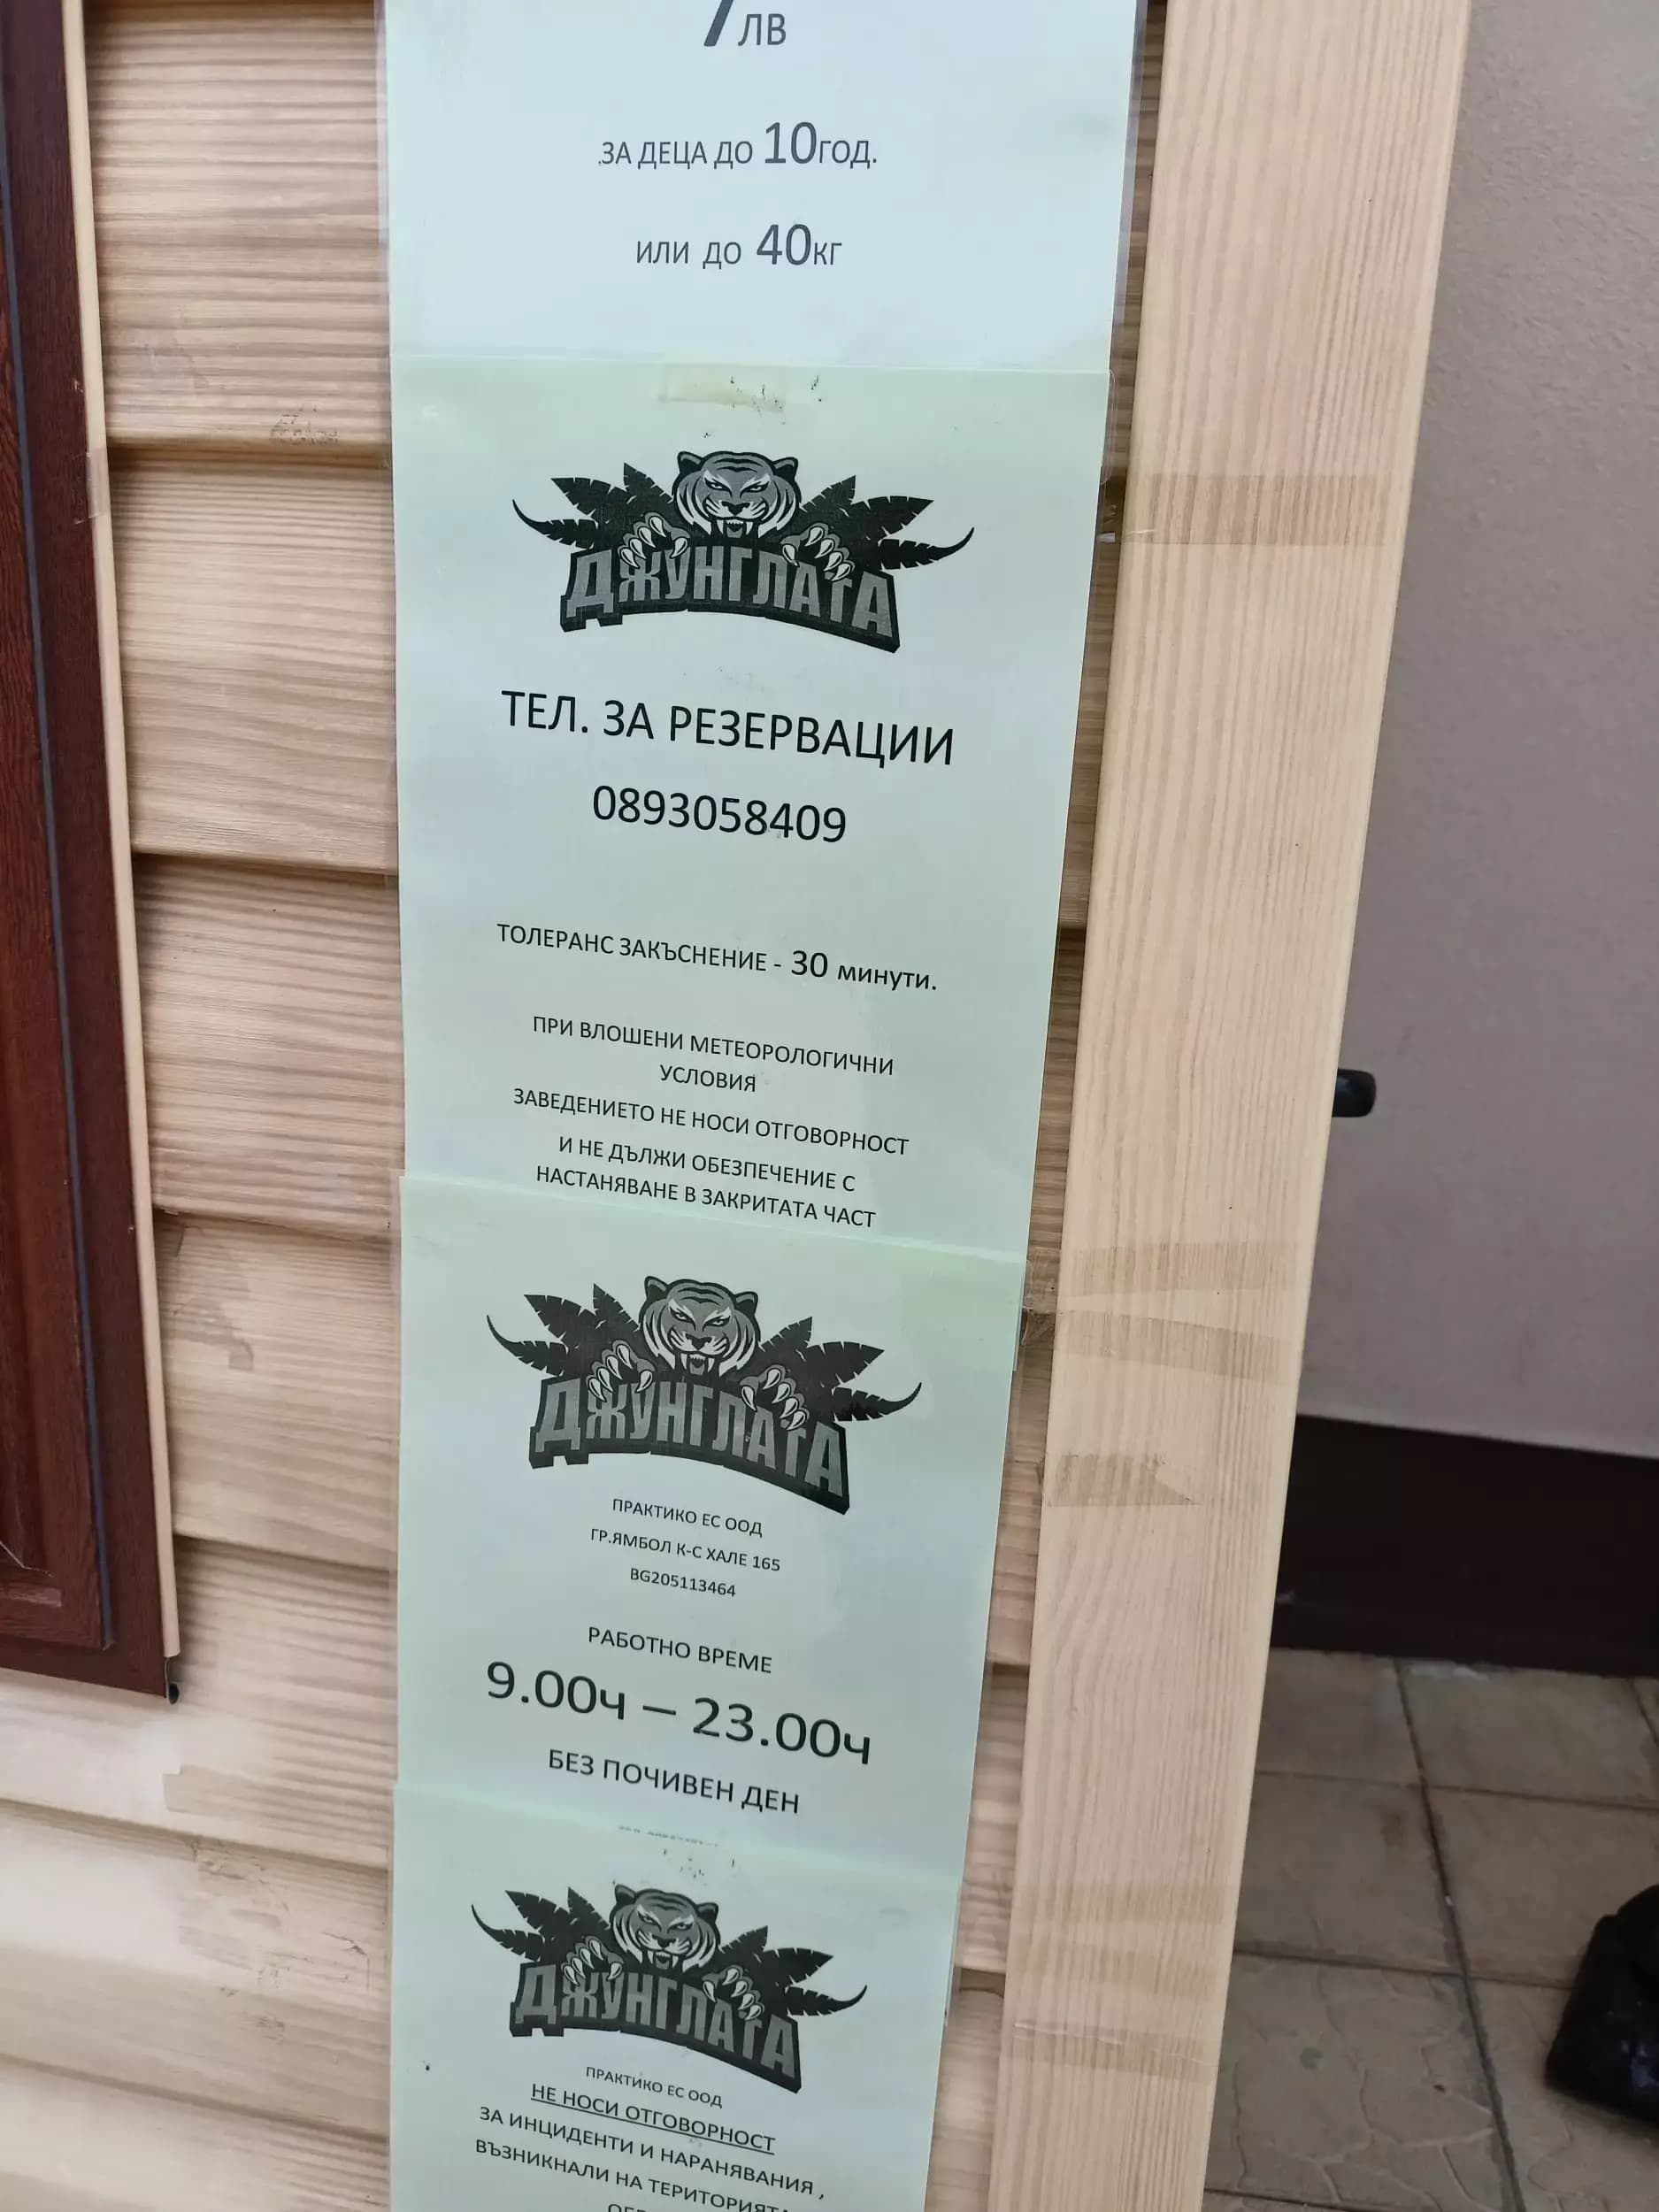 7лв
.ЗА ДЕЦА ДО 10ГОД.
ИЛИ ДО 40КГ
ДЖУНГЛАТА
ТЕЛ. ЗА РЕЗЕРВАЦИИ
0893058409
ТОЛЕРАНС ЗАКЪСНЕНИЕ - 30 минути.
ПРИ ВЛОШЕНИ МЕТЕОРОЛОГИЧНИ
УСЛОВИЯ
ЗАВЕДЕНИЕТО НЕ НОСИ ОТГОВОРНОСТ
И НЕ ДЪЛЖИ ОБЕЗПЕЧЕНИЕ С
НАСТАНЯВАНЕ В ЗАКРИТАТА ЧАСТ
ДЖУНГЛАТА
ПРАКТИКО ЕС ООД
ГР.ЯМБОЛ К-С ХАЛЕ 165
BG205113464
РАБОТНО ВРЕМЕ
9.00ч – 23.00ч
БЕЗ ПОЧИВЕН ДЕН
ДЖУНГЛАТА
ПРАКТИКО ЕС ООД
НЕ НОСИ ОТГОВОРНОСТ
ЗА ИНЦИДЕНТИ И НАРАНЯВАНИЯ ,
ВЪЗНИКНАЛИ НА